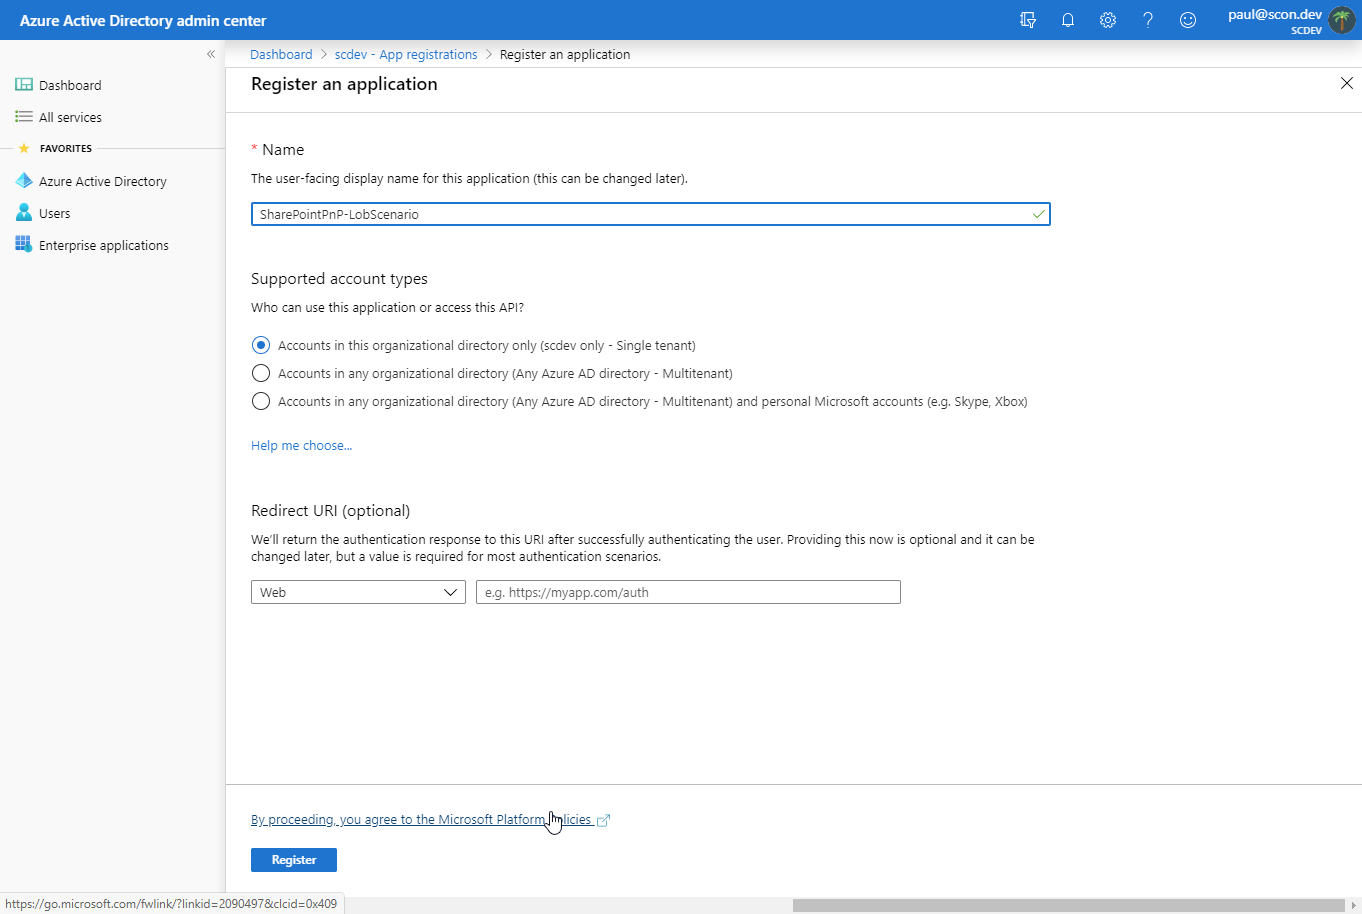 Azure Active Directory admin center
paul@scon.dev
SCDEV
Dashboard
All services
FAVORITES
Azure Active Directory
Users
Enterprise applications
Dashboard > scdev - App registrations > Register an application
Register an application
* Name
The user-facing display name for this application (this can be changed later).
SharePointPnP-LobScenario
Supported account types
Who can use this application or access this API?
Accounts in this organizational directory only (scdev only - Single tenant)
Accounts in any organizational directory (Any Azure AD directory - Multitenant)
Accounts in any organizational directory (Any Azure AD directory - Multitenant) and personal Microsoft accounts (e.g. Skype, Xbox)
Help me choose...
Redirect URI (optional)
We'll return the authentication response to this URI after successfully authenticating the user. Providing this now is optional and it can be
changed later, but a value is required for most authentication scenarios.
Web
e.g. https://myapp.com/auth
By proceeding, you agree to the Microsoft Platform Policies
Register
https://go.microsoft.com/fwlink/?linkid=2090497&clcid=0x409